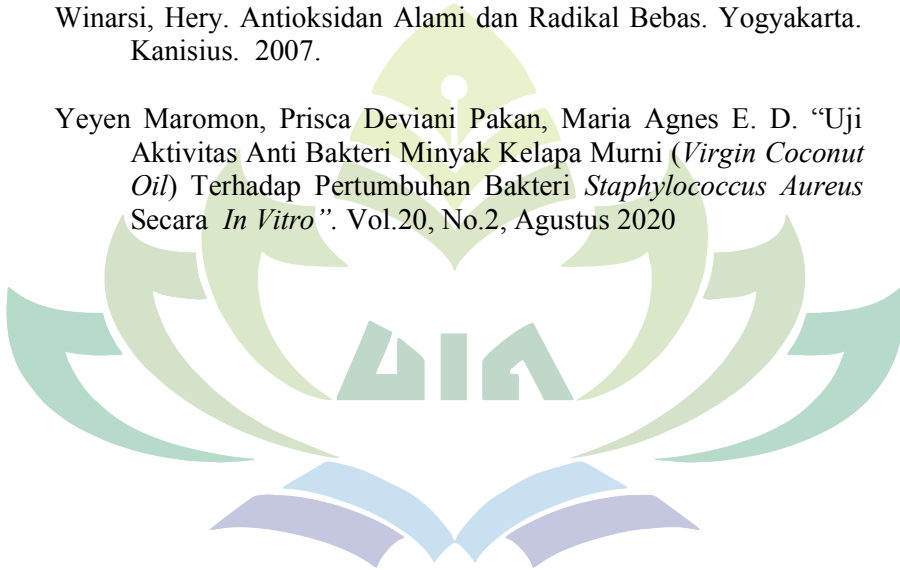 Winarsi, Hery. Antioksidan Alami dan Radikal Bebas. Yogyakarta.
Kanisius. 2007.
Yeyen Maromon, Prisca Deviani Pakan, Maria Agnes E. D. “Uji
Aktivitas Anti Bakteri Minyak Kelapa Murni (Virgin Coconut
Oil) Terhadap Pertumbuhan Bakteri Staphylococcus Aureus
Secara In Vitro”. Vol.20, No.2, Agustus 2020
UIN